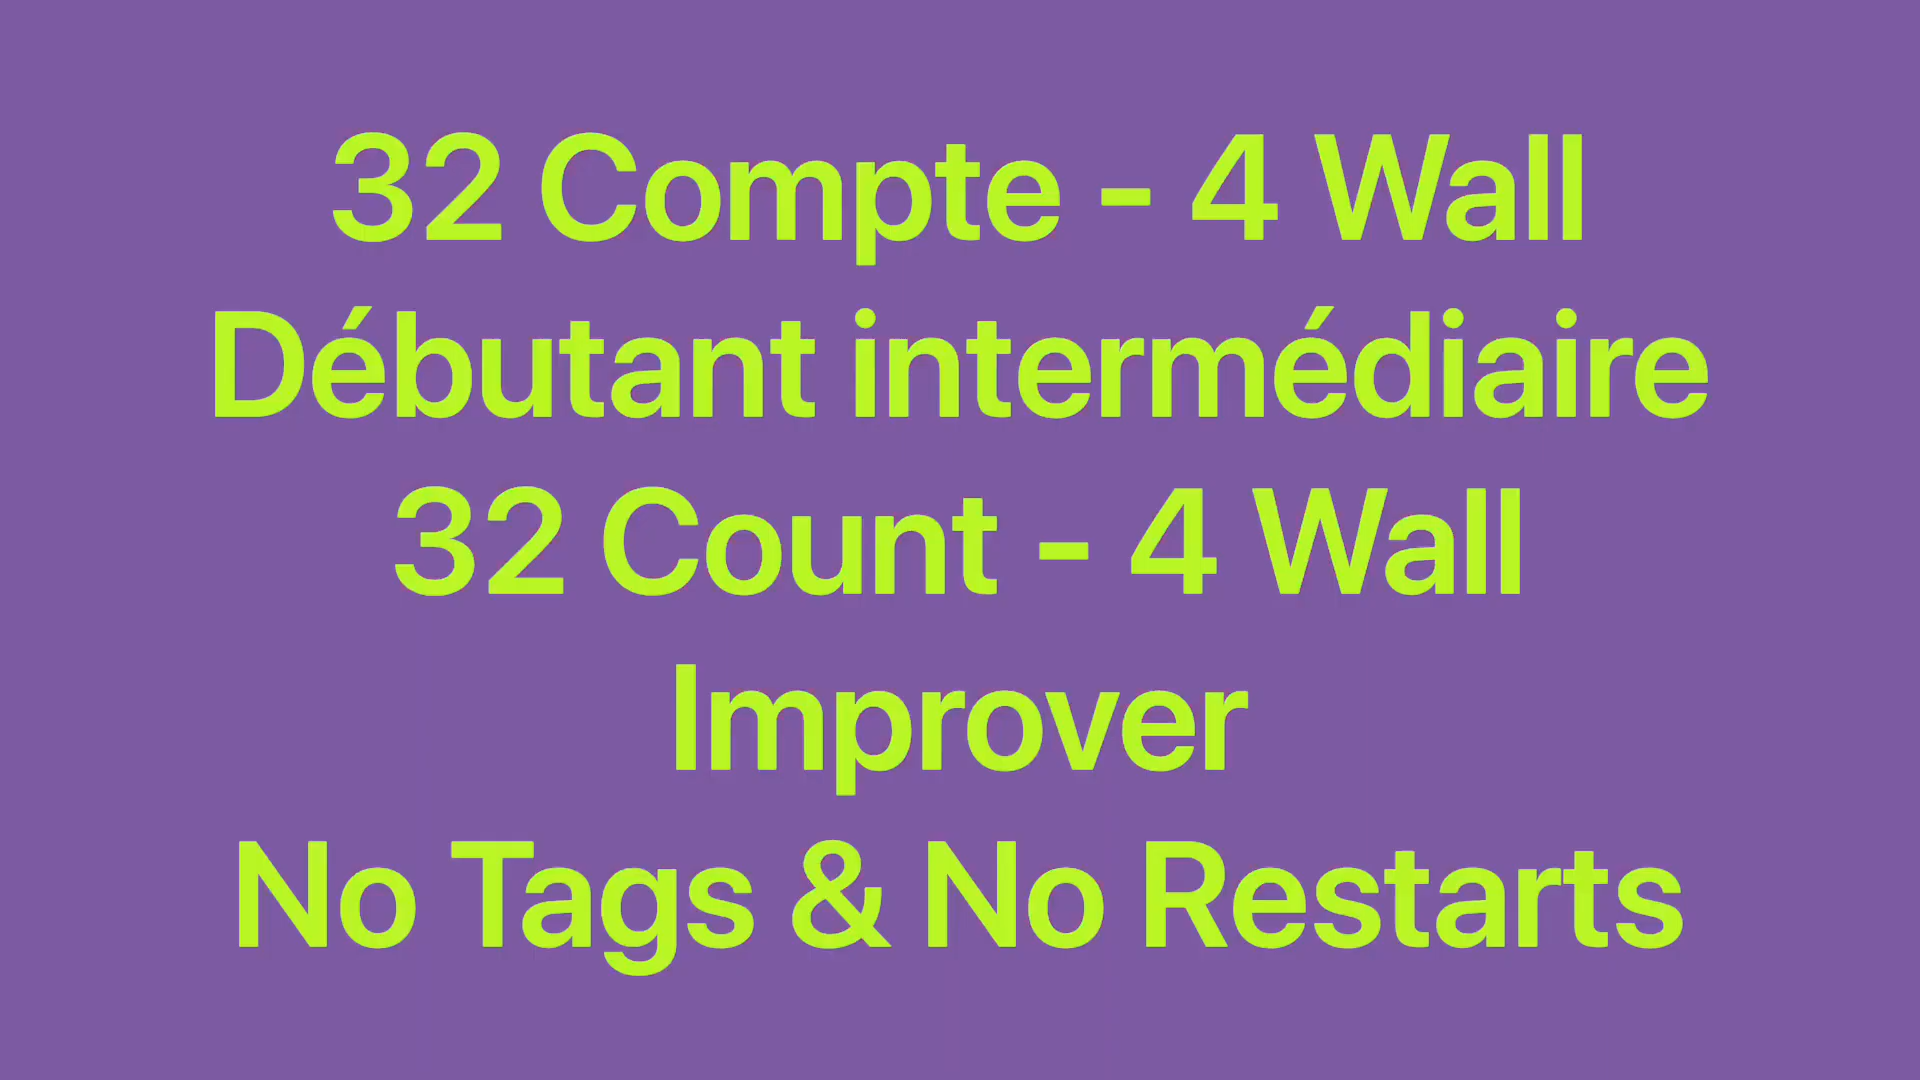 32 Compte - 4 Wall
Débutant intermédiaire
32 Count - 4 Wall
Improver
No Tags & No Restarts